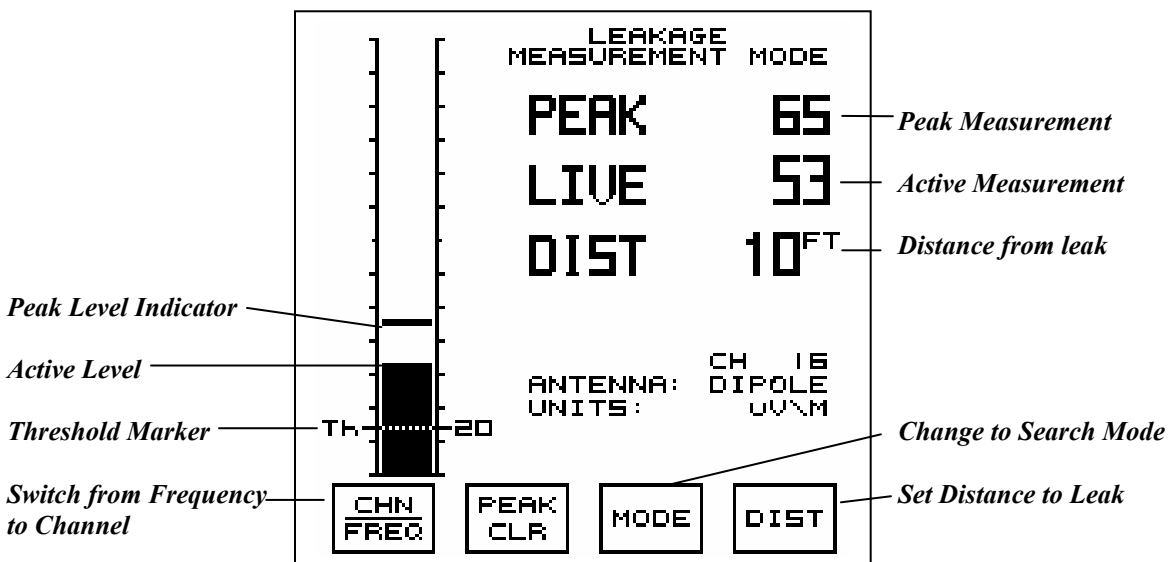 LEAKAGE
MEASUREMENT MODE
PEAK 65
Peak Measurement
LIVE 53
Active Measurement
DIST 10FT
Distance from leak
Peak Level Indicator
Active Level
CH 16
ANTENNA: DIPOLE
UNITS: uV\M
Threshold Marker
Th 20
Change to Search Mode
Switch from Frequency
to Channel
CHN
FREQ
PEAK
CLR
MODE
DIST
Set Distance to Leak